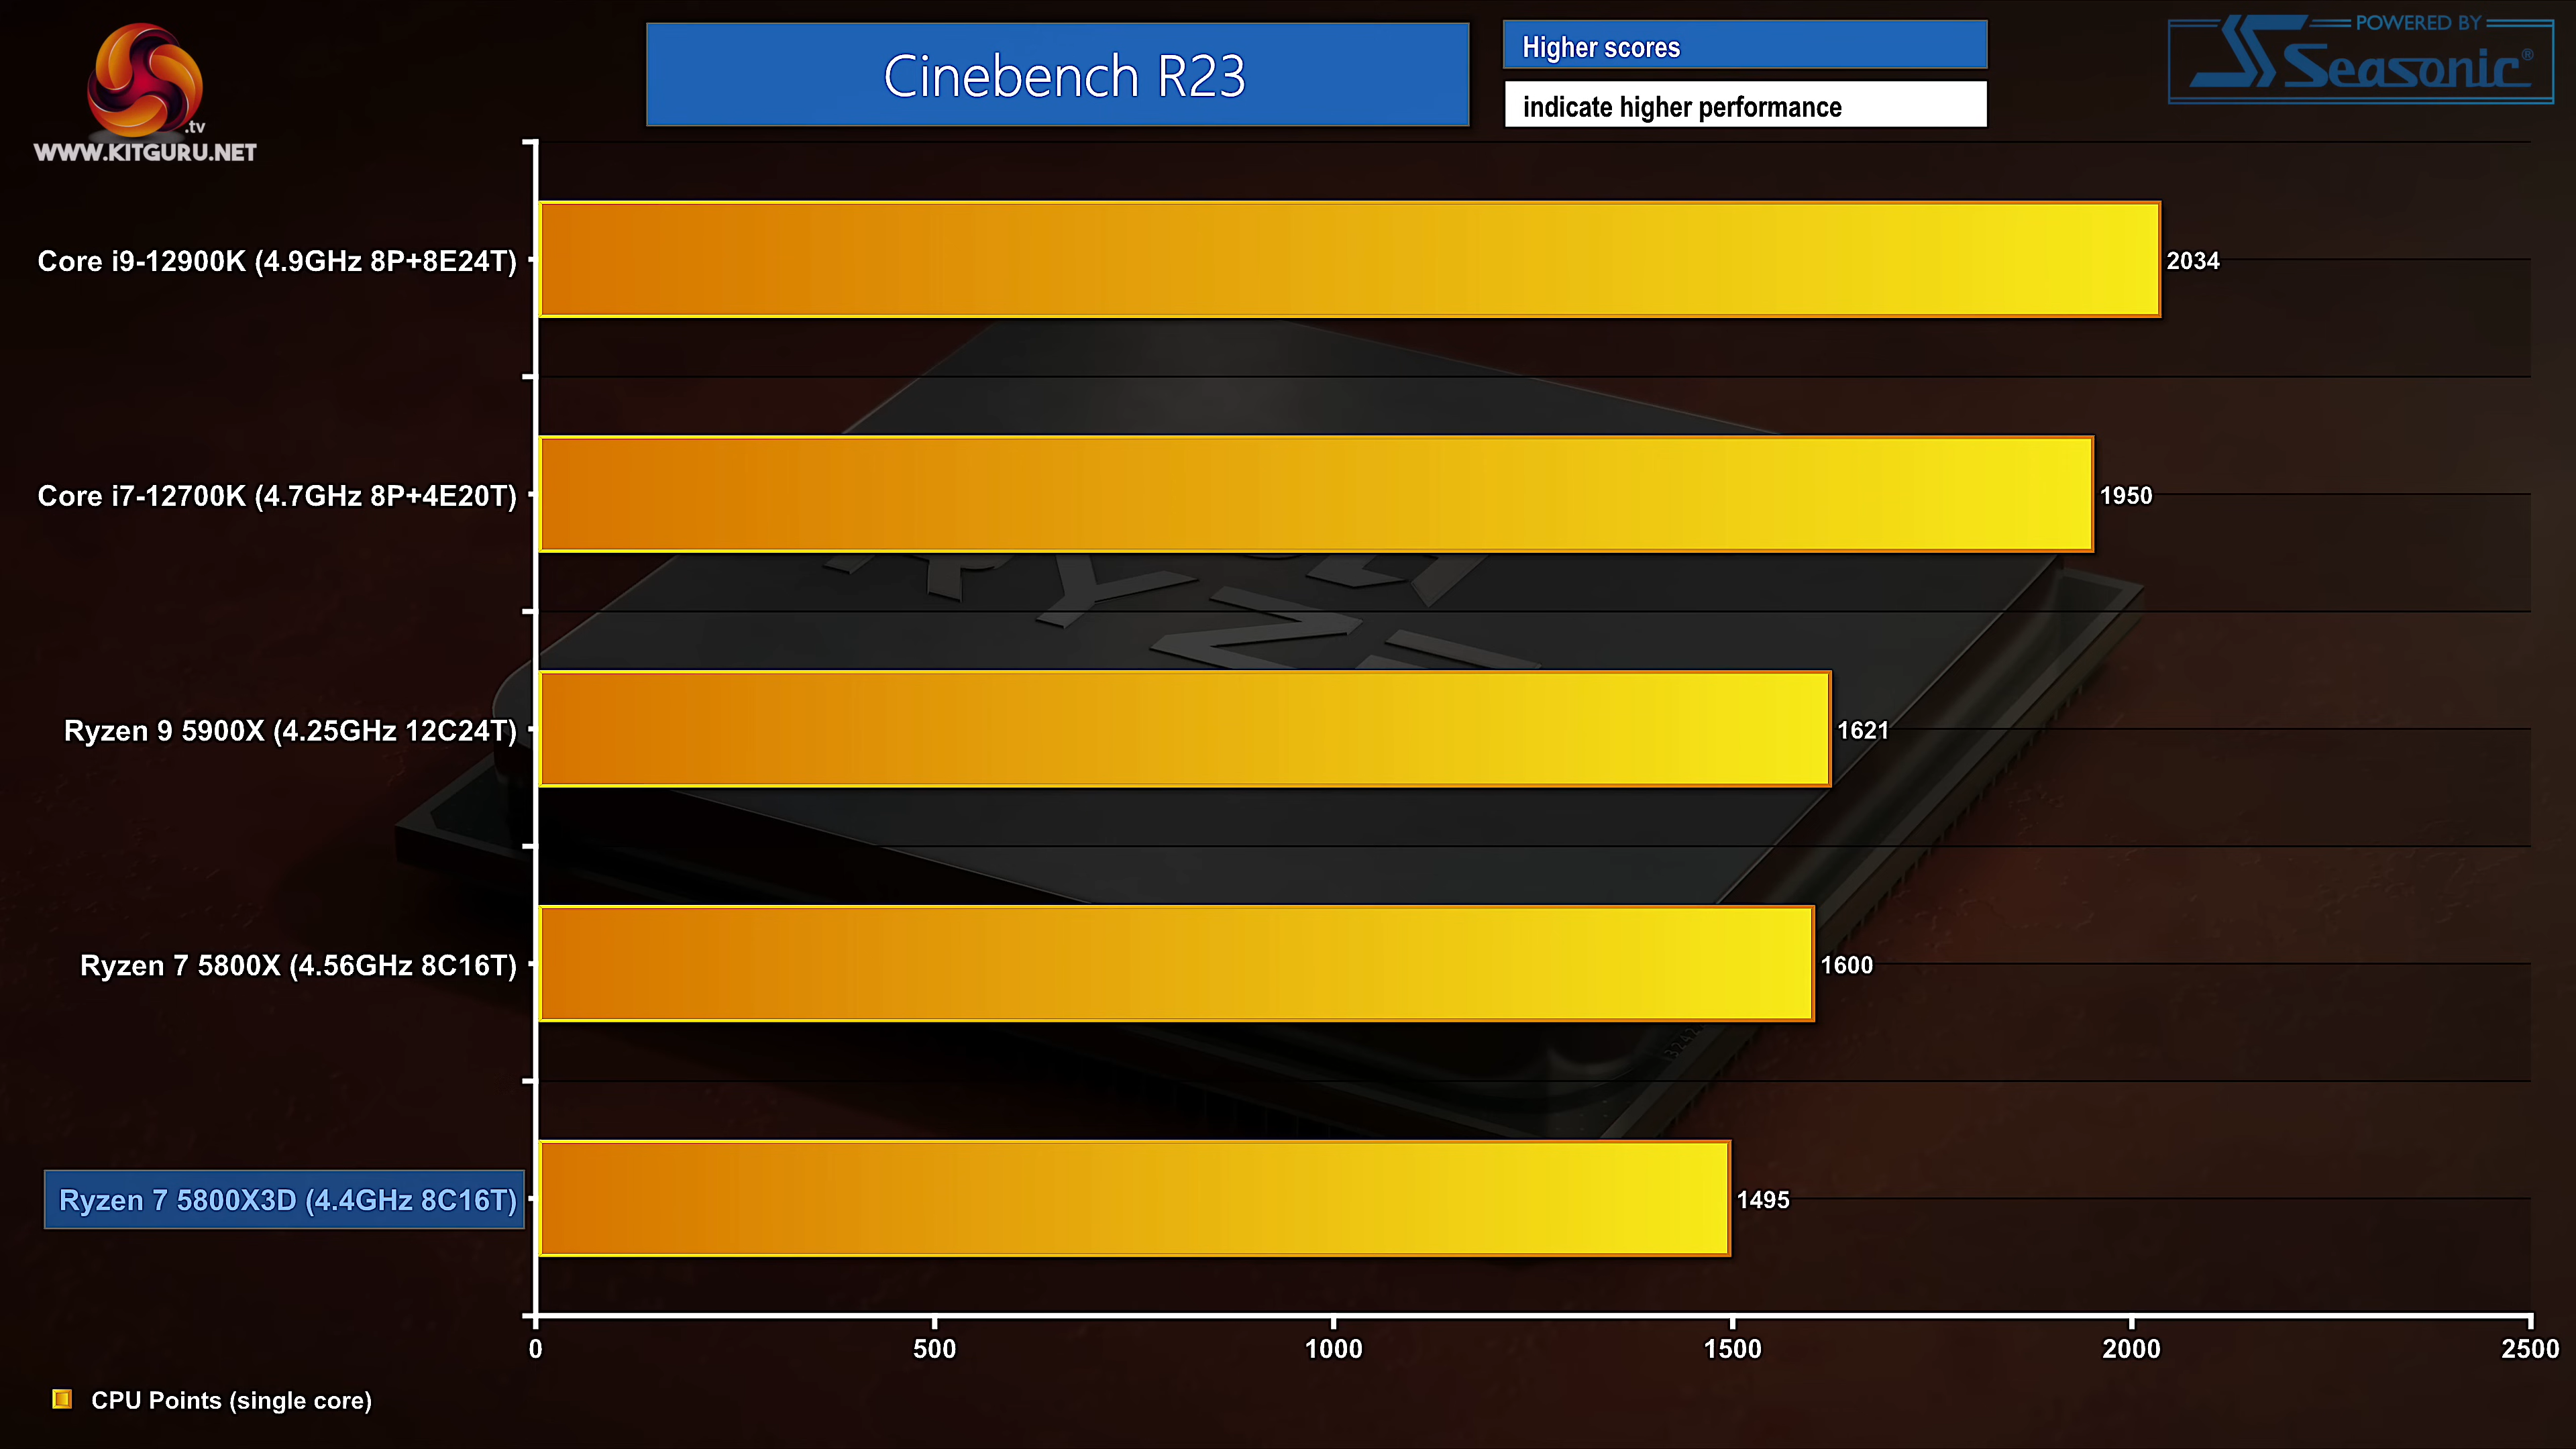 Cinebench R23
Higher scores
indicate higher performance
POWERED BY
Seasonic®
.tv
WWW.KITGURU.NET
Core i9-12900K (4.9GHz 8P+8E24T)
2034
Core i7-12700K (4.7GHz 8P+4E20T)
1950
RYZ
Ryzen 9 5900X (4.25GHz 12C24T)
1621
Ryzen 7 5800X (4.56GHz 8C16T)
1600
Ryzen 7 5800X3D (4.4GHz 8C16T)
1495
0 500 1000 1500 2000 2500
CPU Points (single core)